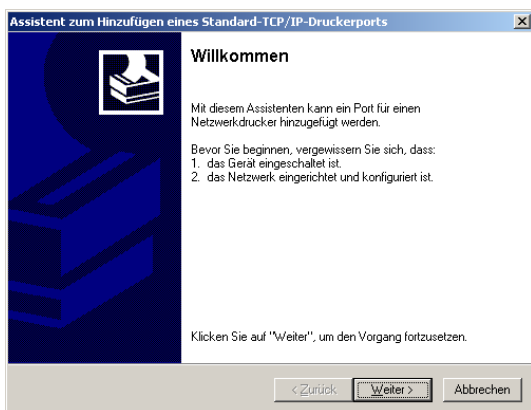 Assistent zum Hinzufügen eines Standard-TCP/IP-Druckerports
Willkommen
Mit diesem Assistenten kann ein Port für einen
Netzwerkdrucker hinzugefügt werden.
Bevor Sie beginnen, vergewissern Sie sich, dass:
1. das Gerät eingeschaltet ist.
2. das Netzwerk eingerichtet und konfiguriert ist.
Klicken Sie auf "Weiter", um den Vorgang fortzusetzen.
< Zurück Weiter > Abbrechen